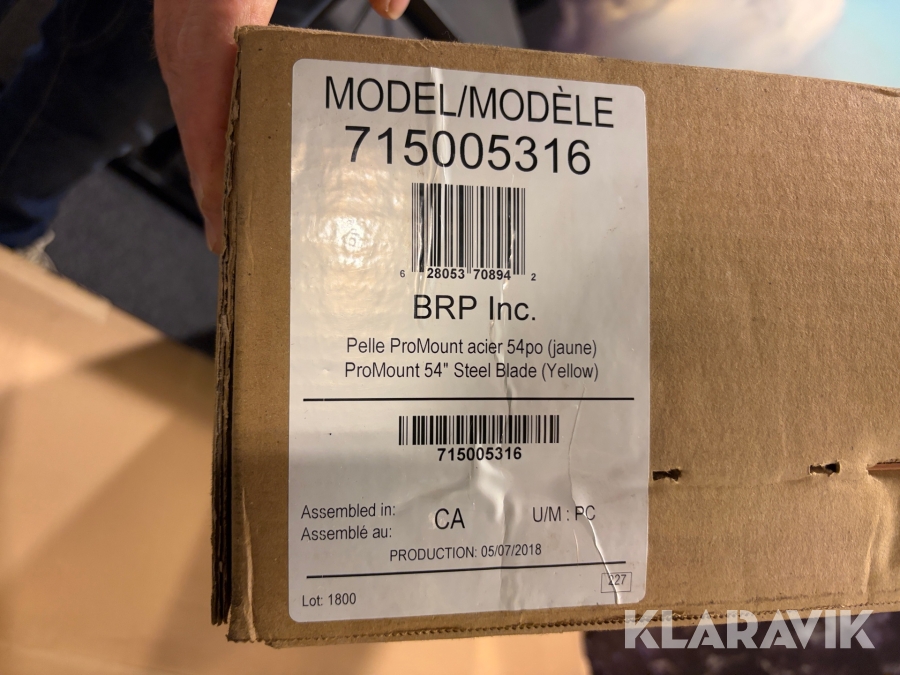 MODEL/MODÈLE
715005316
6 28053 70894 2
BRP Inc.
Pelle ProMount acier 54po (jaune)
ProMount 54" Steel Blade (Yellow)
715005316
Assembled in:
Assemblé au:
CA
U/M : PC
PRODUCTION: 05/07/2018
227
Lot: 1800
KLARAVIK